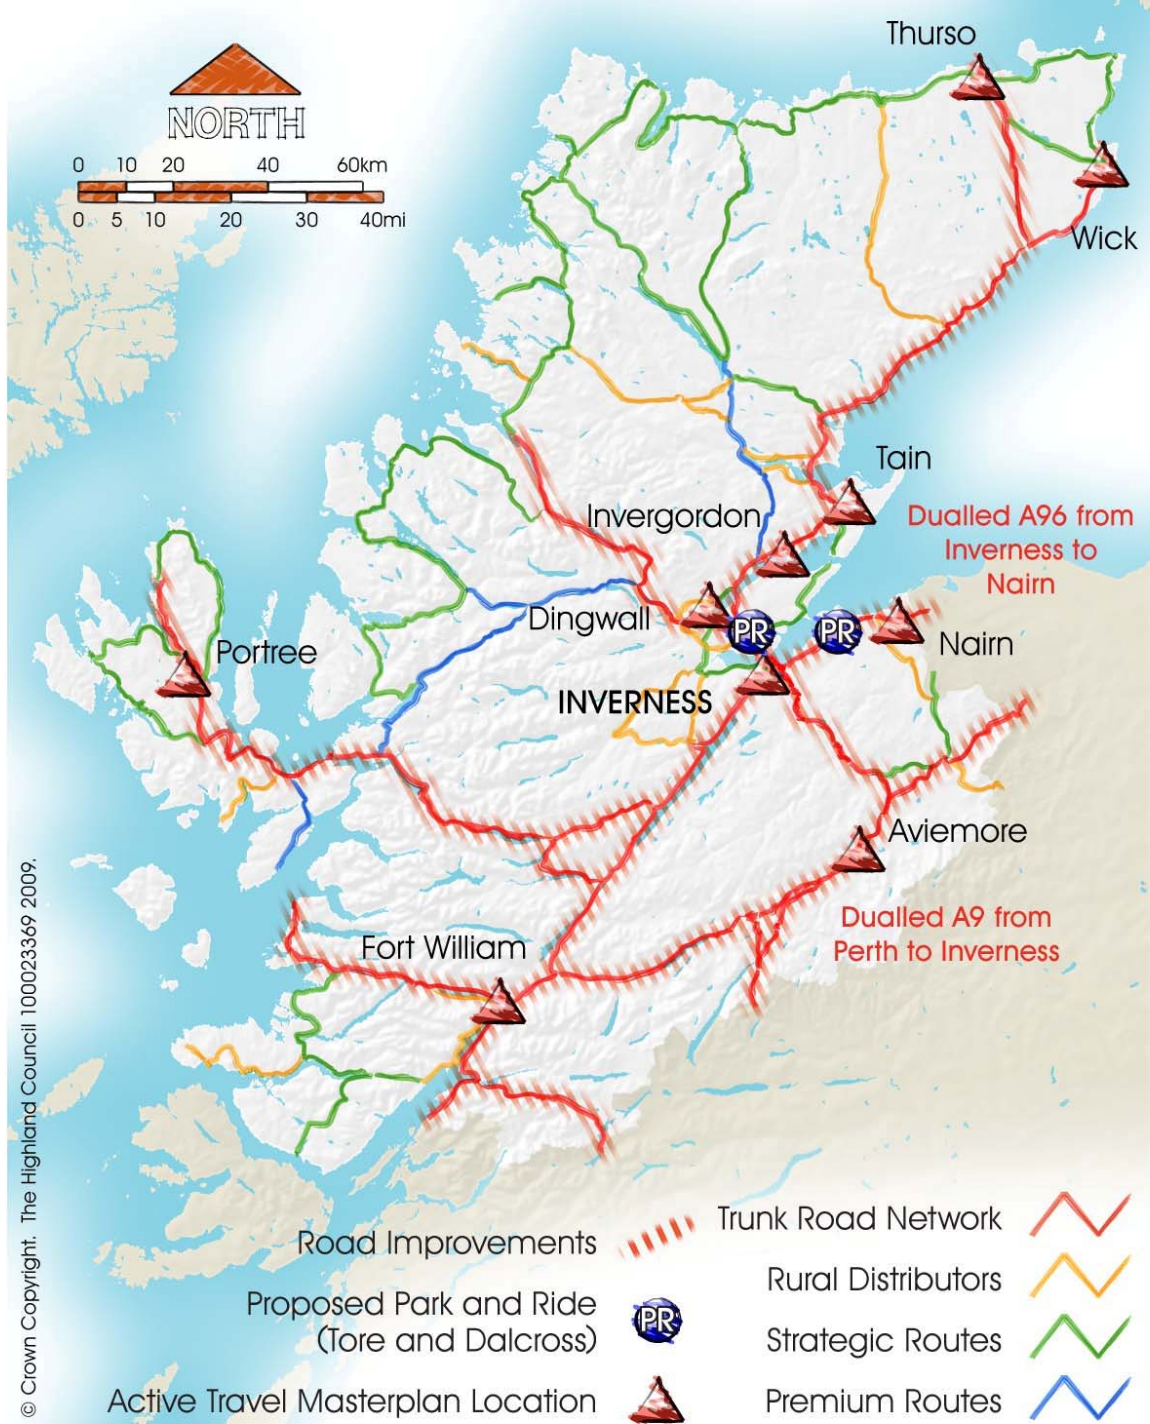 Thurso
NORTH
0 10 20 40 60km
0 5 10 20 30 40mi
Wick
Tain
Invergordon
Dualled A96 from
Inverness to
Nairn
Dingwall
PR
PR
Portree
Nairn
INVERNESS
Aviemore
Dualled A9 from
Perth to Inverness
Fort William
© Crown Copyright. The Highland Council 100023369 2009.
Road Improvements
Proposed Park and Ride
(Tore and Dalcross)
PR
Active Travel Masterplan Location
Trunk Road Network
Rural Distributors
Strategic Routes
Premium Routes